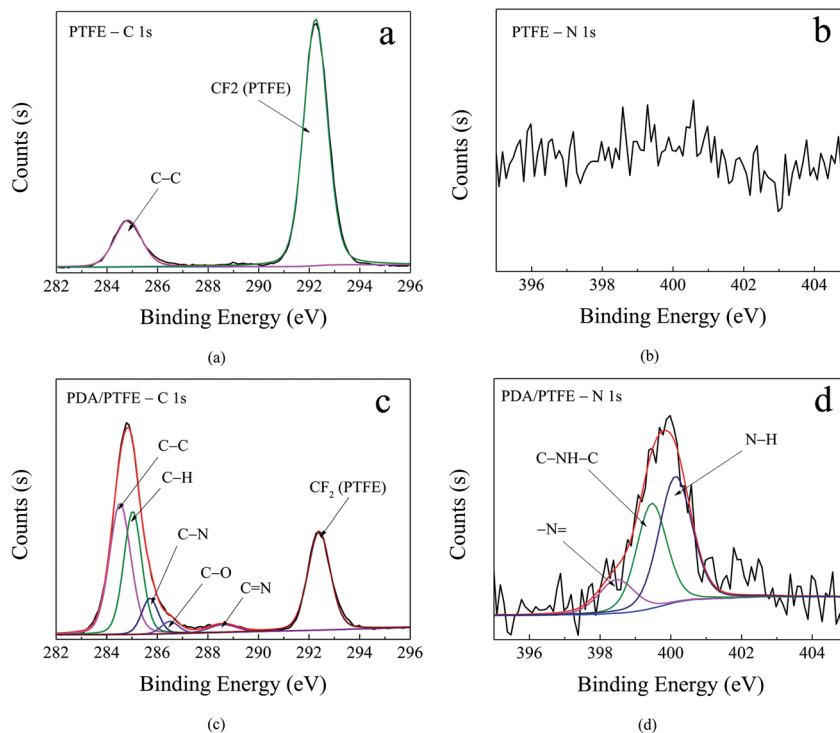 PTFE – C 1s
a
CF2 (PTFE)
C–C
Counts (s)
282 284 286 288 290 292 294 296
Binding Energy (eV)
(a)
PTFE – N 1s
b
Counts (s)
396 398 400 402 404
Binding Energy (eV)
(b)
PDA/PTFE – C 1s
c
C–C
C–H
C–N
C–O
C=N
CF₂ (PTFE)
Counts (s)
282 284 286 288 290 292 294 296
Binding Energy (eV)
(c)
PDA/PTFE – N 1s
d
C–NH–C
N–H
–N=
Counts (s)
396 398 400 402 404
Binding Energy (eV)
(d)